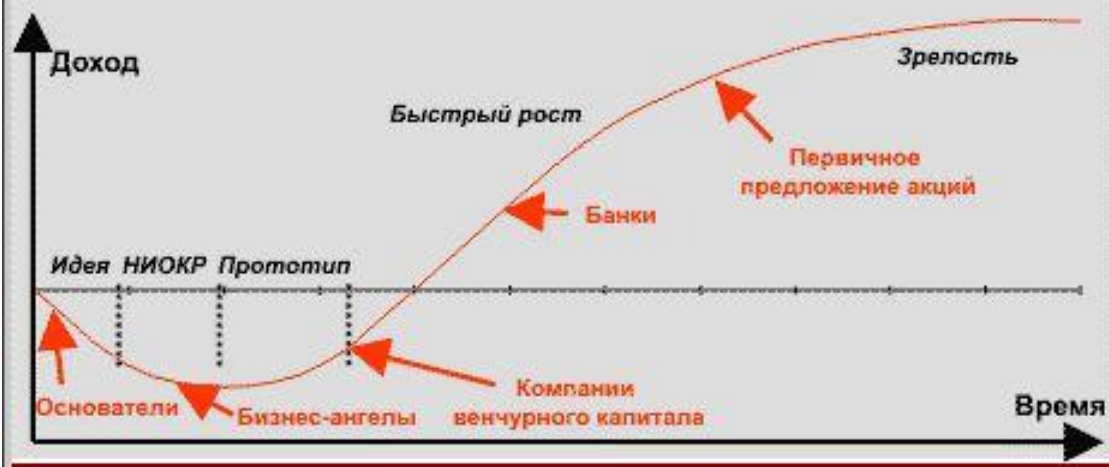 Доход
Зрелость
Быстрый рост
Первичное
предложение акций
Банки
Идея НИОКР Прототип
Компании
венчурного капитала
Основатели
Бизнес-ангелы
Время